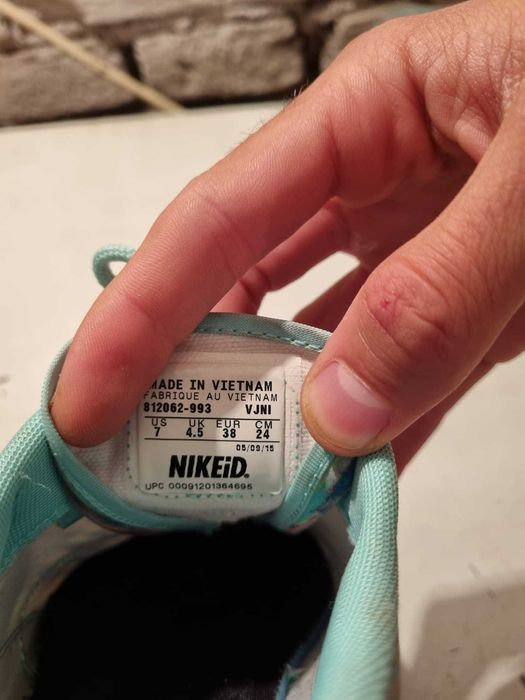 MADE IN VIETNAM
FABRIQUE AU VIETNAM
812062-993 VJNI
US UK EUR CM
7 4.5 38 24
05/09/15
NIKEiD.
UPC 00091201364695